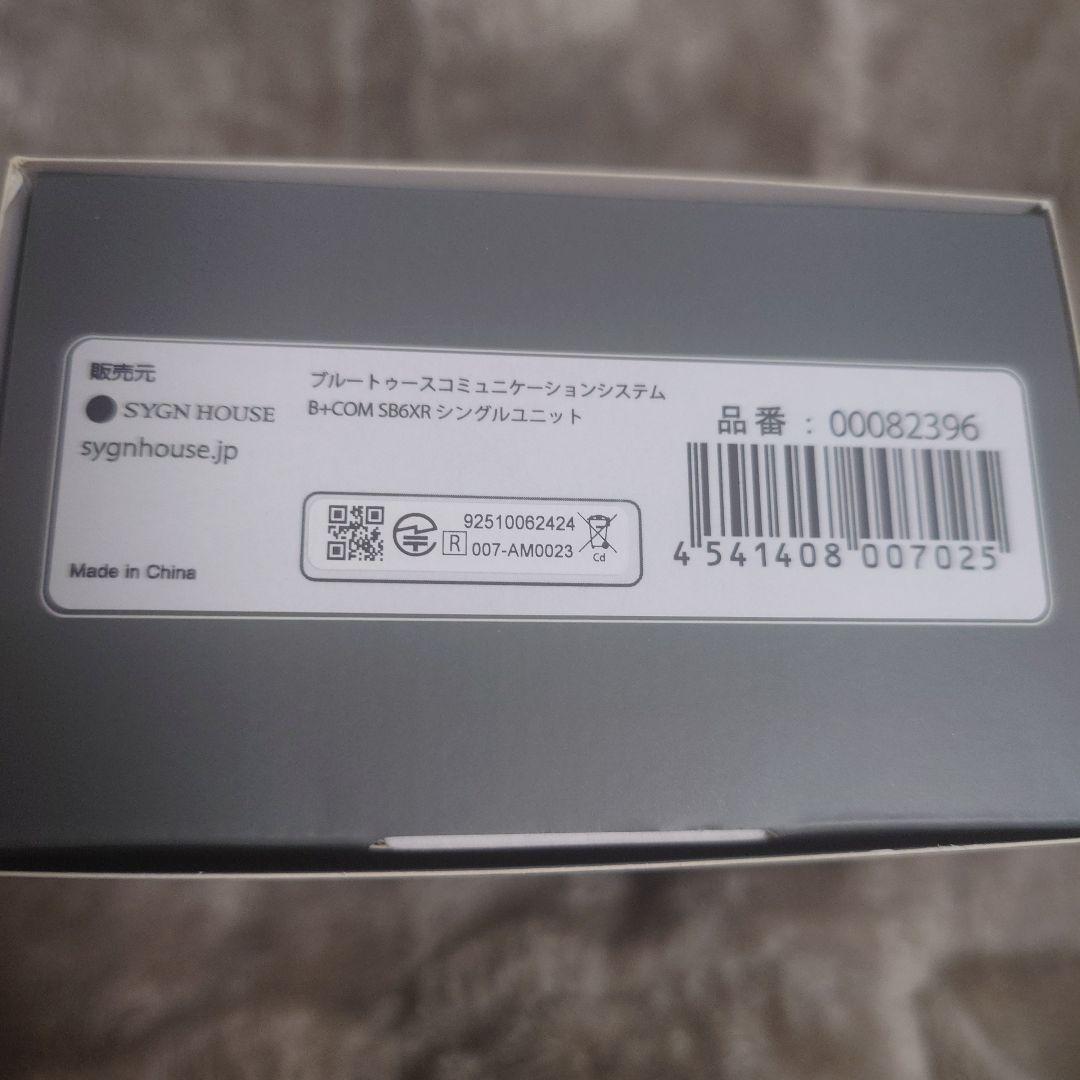 販売元
SYGN HOUSE
sygnhouse.jp
Made in China
ブルートゥースコミュニケーションシステム
B+COM SB6XR シングルユニット
92510062424
R 007-AM0023
Cd
品番 : 00082396
4 541408 007025